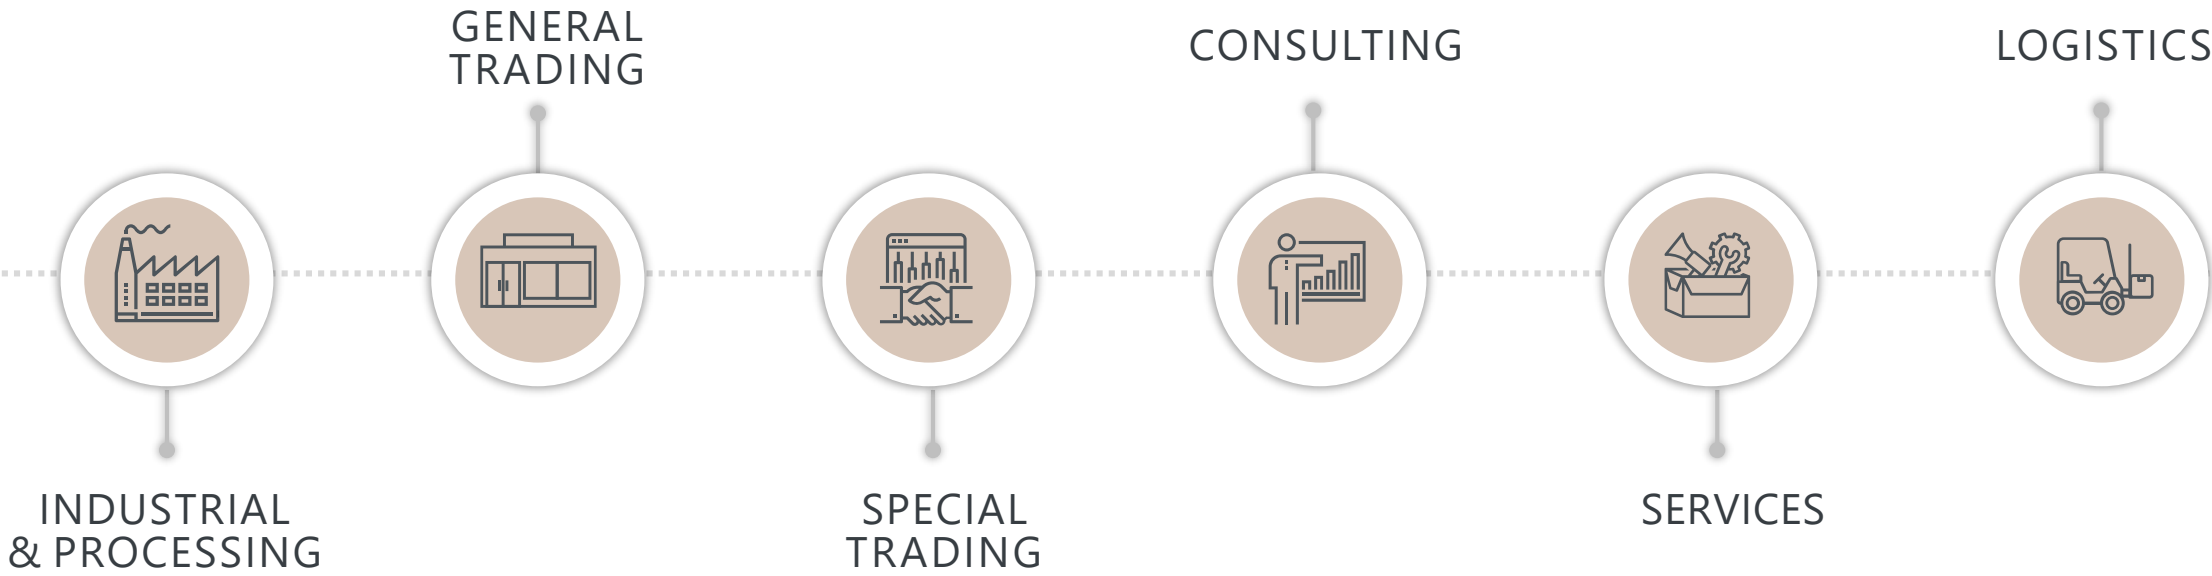 GENERAL
TRADING
CONSULTING
LOGISTICS
INDUSTRIAL
& PROCESSING
SPECIAL
TRADING
SERVICES